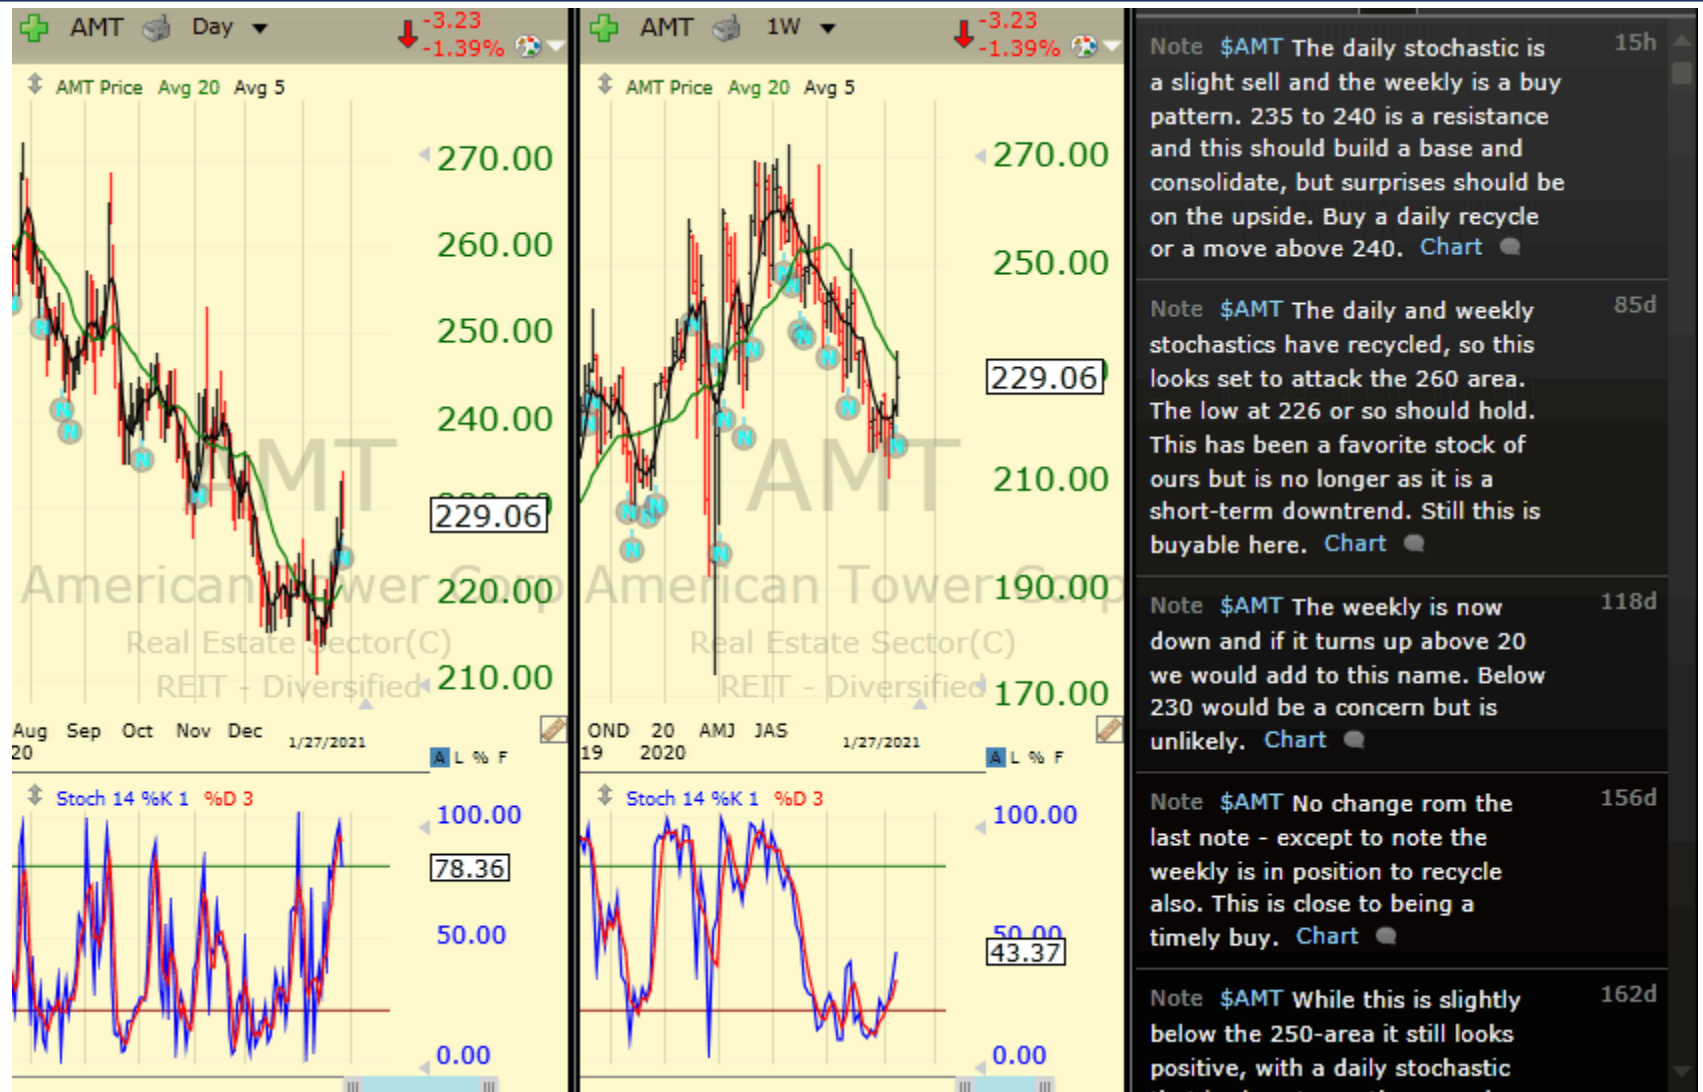 AMT Day
-3.23
-1.39%
AMT Price Avg 20 Avg 5
270.00
260.00
250.00
240.00
229.06
220.00
210.00
AMT
American Tower Corp
Real Estate Sector(C)
REIT - Diversified
Aug Sep Oct Nov Dec
20
1/27/2021
A L % F
Stoch 14 %K 1 %D 3
100.00
78.36
50.00
0.00
AMT 1W
-3.23
-1.39%
AMT Price Avg 20 Avg 5
270.00
250.00
229.06
210.00
190.00
170.00
AMT
American Tower Corp
Real Estate Sector(C)
REIT - Diversified
OND 20 AMJ JAS
19 2020
1/27/2021
A L % F
Stoch 14 %K 1 %D 3
100.00
50.00
43.37
0.00
Note $AMT The daily stochastic is 15h
a slight sell and the weekly is a buy
pattern. 235 to 240 is a resistance
and this should build a base and
consolidate, but surprises should be
on the upside. Buy a daily recycle
or a move above 240. Chart
Note $AMT The daily and weekly 85d
stochastics have recycled, so this
looks set to attack the 260 area.
The low at 226 or so should hold.
This has been a favorite stock of
ours but is no longer as it is a
short-term downtrend. Still this is
buyable here. Chart
Note $AMT The weekly is now 118d
down and if it turns up above 20
we would add to this name. Below
230 would be a concern but is
unlikely. Chart
Note $AMT No change rom the 156d
last note - except to note the
weekly is in position to recycle
also. This is close to being a
timely buy. Chart
Note $AMT While this is slightly 162d
below the 250-area it still looks
positive, with a daily stochastic